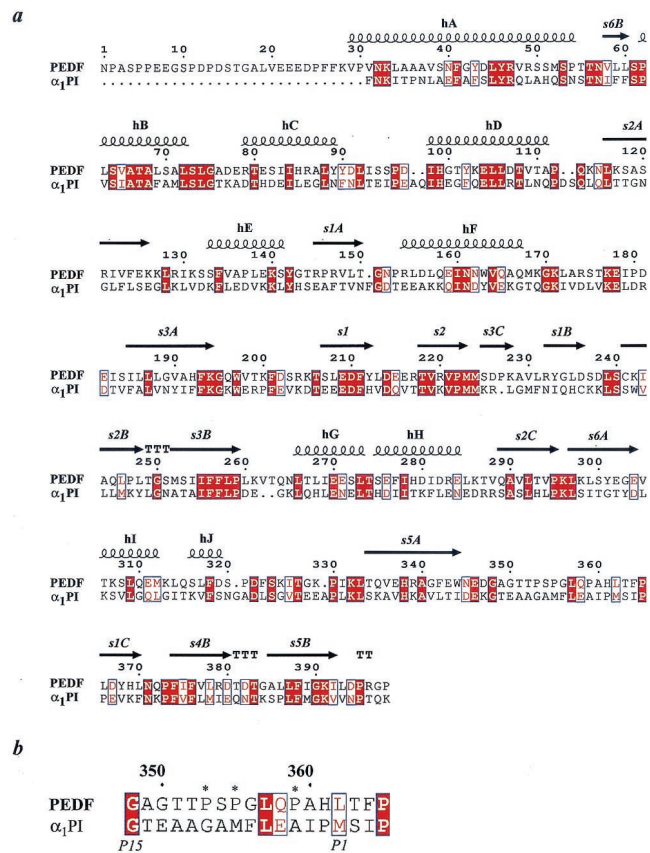 a
hA s6B
1 10 20 30 40 50 60
PEDF NPASPPEEGSPDPDSTGALVEEEDPFFKVPVNKLAAAVSNFGYDLYRVRSSMSPTTNVLLSP
α1PI ..............................FNKITPNLAEFAFSLYRQLAHQSNSTNIFFSP
hB hC hD s2A
70 80 90 100 110 120
PEDF LSVATALSALSLGADERTESIIHRALYYDLISSPD..IHGTYKELLDTVTAP..QKNLKSAS
α1PI VSIATAFAMLSLGTKADTHDEILEGLNFNLTEIPEAQIHEGFQELLRTLNQPDSQLQLTTGN
hE s1A hF
130 140 150 160 170 180
PEDF RIVFEKKLRIKSSFVAPLEKSYGTRPRVLT.GNPRLDLQEINNWVQAQMKGKLARSTKEIPD
α1PI GLFLSEGLKLVDKFLEDVKKLYHSEAFTVNFGDTEEAKKQINDYVEKGTQGKIVDLVKELDR
s3A s1 s2 s3C s1B
190 200 210 220 230 240
PEDF EISILLLGVAHFKGQWVTKFDSRKTSLEDFYLDEERTVRVPMMSDPKAVLRYGLDSDLSCKI
α1PI DTVFALVNYIFFKGKWERPFEVKDTEEEDFHVDQVTTVKVPMMKR.LGMFNIQHCKKLSSWV
s2B TTT s3B hG hH s2C s6A
250 260 270 280 290 300
PEDF AQLPLTGSMSIIFFLPLKVTQNLTLIEESLTSEFIHDIDRELKTVQAVLTVPKLKLSYEGEV
α1PI LLMKYLGNATAIFFLPDE..GKLQHLENELTHDIITKFLENEDRRSASLHLPKLSITGTYDL
hI hJ s5A
310 320 330 340 350 360
PEDF TKSLQEMKLQSLFDS.PDFSKITGK.PIKLTQVEHRAGFEWNEDGAGTTPSPGLQPAHLTFP
α1PI KSVLGQLGITKVFSNGADLSGVTEEAPLKLSKAVHKAVLTIDEKGTEAAGAMFLEAIPMSIP
s1C s4B TTT s5B TT
370 380 390
PEDF LDYHLNQPFIFVLRDTDTGALLFIGKILDPRGP
α1PI PEVKFNKPFVFLMIEQNTKSPLFMGKVVNPTQK
b
350 360
* * *
PEDF GAGTTPSPGLQPAHLTFP
α1PI GTEAAGAMFLEAIPMSIP
P15 P1